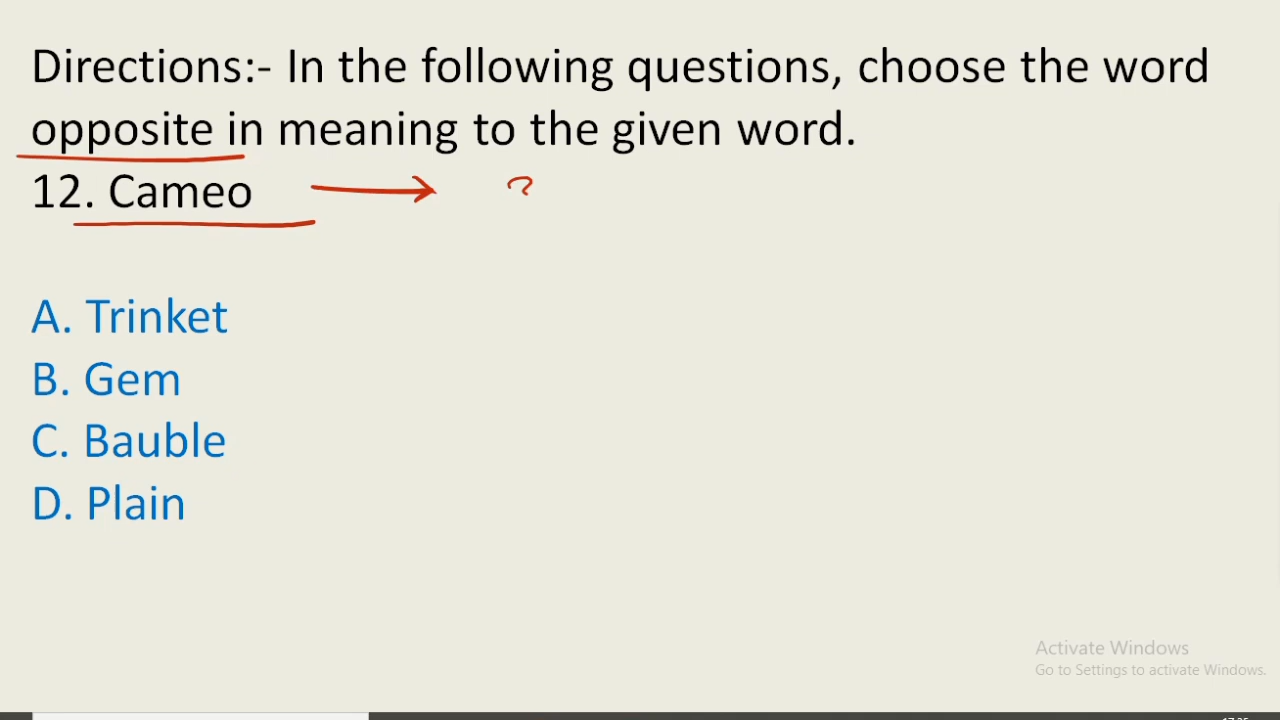 Directions:- In the following questions, choose the word
opposite in meaning to the given word.
12. Cameo ?
A. Trinket
B. Gem
C. Bauble
D. Plain
Activate Windows
Go to Settings to activate Windows.